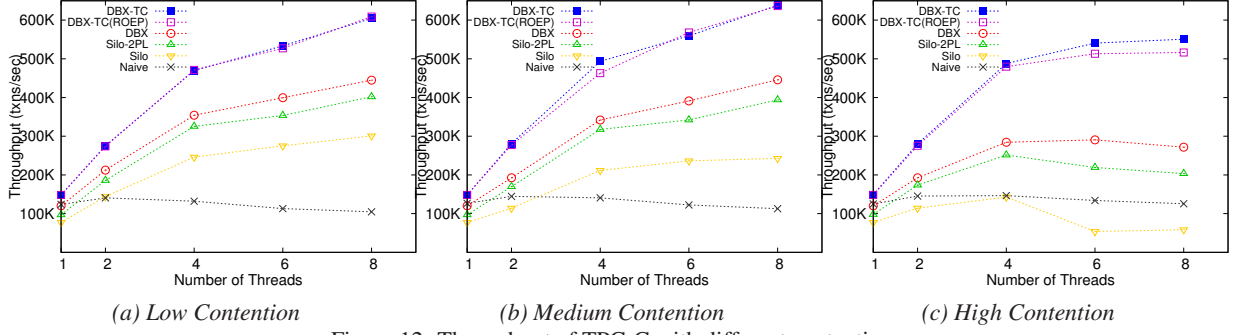 Throughput (txns/sec)
600K
500K
400K
300K
200K
100K
DBX-TC
DBX-TC(ROEP)
DBX
Silo-2PL
Silo
Naive
1 2 4 6 8
Number of Threads
(a) Low Contention
Throughput (txns/sec)
600K
500K
400K
300K
200K
100K
DBX-TC
DBX-TC(ROEP)
DBX
Silo-2PL
Silo
Naive
1 2 4 6 8
Number of Threads
(b) Medium Contention
Throughput (txns/sec)
600K
500K
400K
300K
200K
100K
DBX-TC
DBX-TC(ROEP)
DBX
Silo-2PL
Silo
Naive
1 2 4 6 8
Number of Threads
(c) High Contention